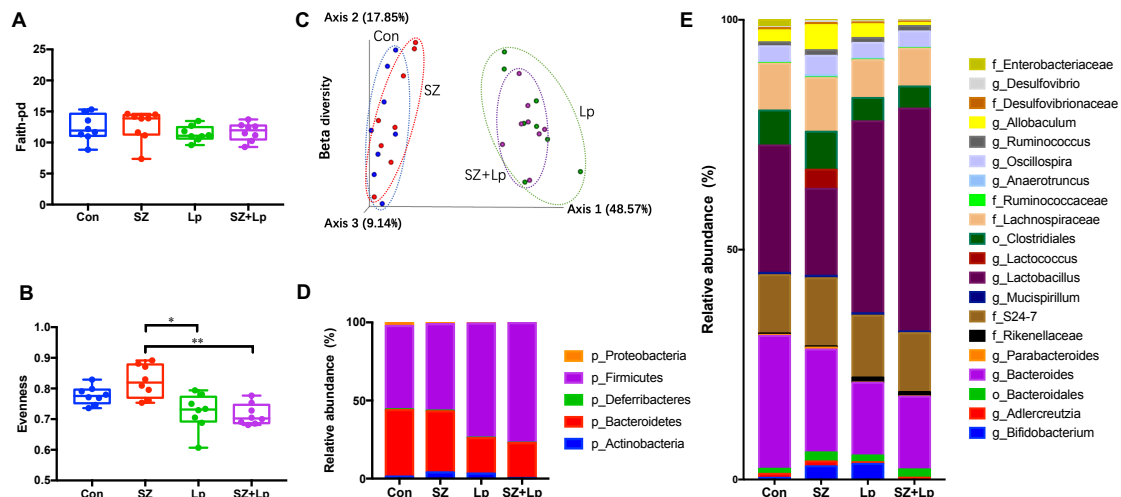 A
25
20
15
10
5
0
Faith-pd
Con SZ Lp SZ+Lp
B
1.0
0.9
0.8
0.7
0.6
0.5
Evenness
*
**
Con SZ Lp SZ+Lp
C
Axis 2 (17.85%)
Con
SZ
Lp
SZ+Lp
Beta diversity
Axis 1 (48.57%)
Axis 3 (9.14%)
D
100
50
0
Relative abundance (%)
Con SZ Lp SZ+Lp
p_Proteobacteria
p_Firmicutes
p_Deferribacteres
p_Bacteroidetes
p_Actinobacteria
E
100
50
0
Relative abundance (%)
Con SZ Lp SZ+Lp
f_Enterobacteriaceae
g_Desulfovibrio
f_Desulfovibrionaceae
g_Allobaculum
g_Ruminococcus
g_Oscillospira
g_Anaerotruncus
f_Ruminococcaceae
f_Lachnospiraceae
o_Clostridiales
g_Lactococcus
g_Lactobacillus
g_Mucispirillum
f_S24-7
f_Rikenellaceae
g_Parabacteroides
g_Bacteroides
o_Bacteroidales
g_Adlercreutzia
g_Bifidobacterium